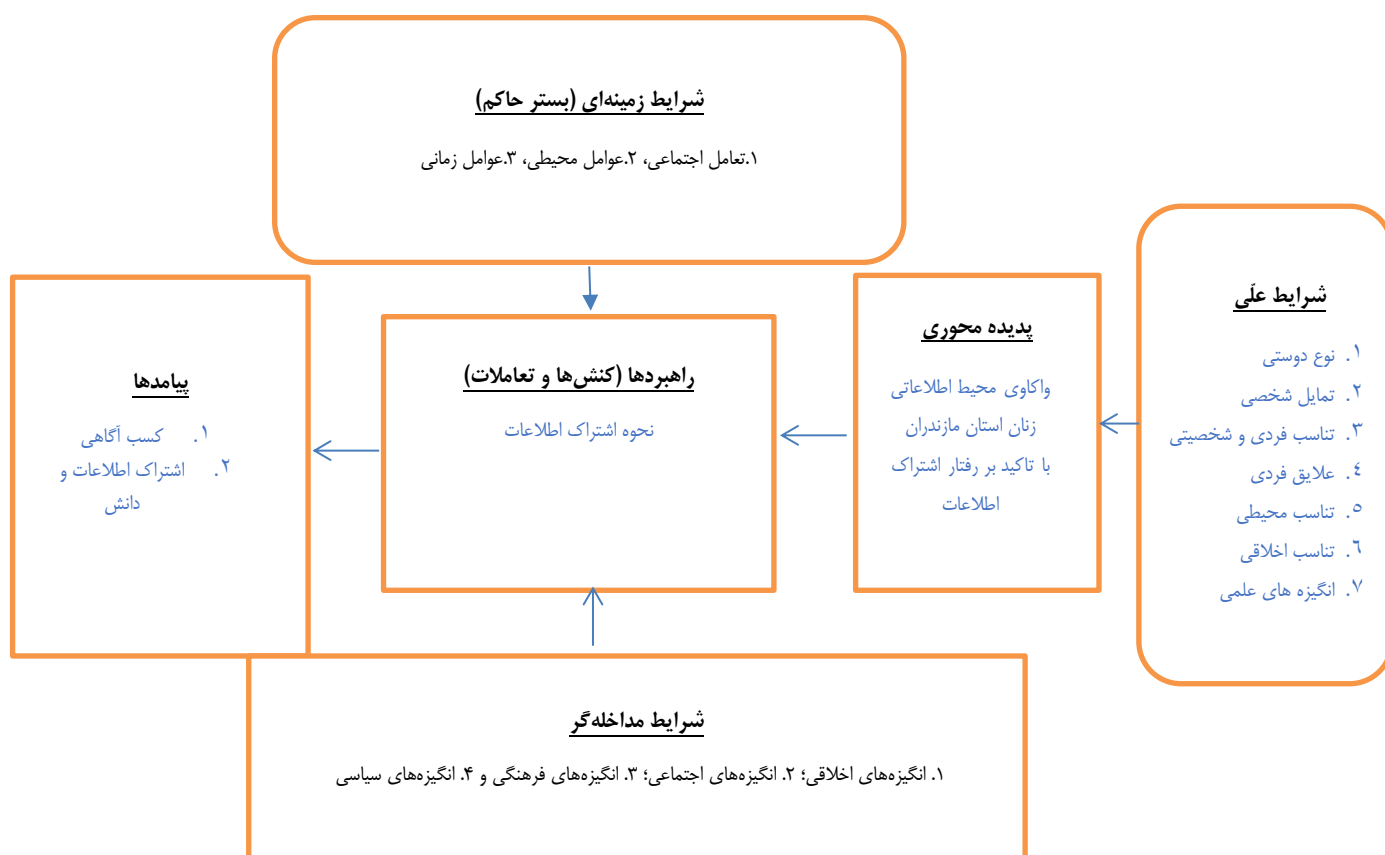 شرایط زمینه‌ای (بستر حاکم)
۱.تعامل اجتماعی، ۲.عوامل محیطی، ۳.عوامل زمانی
شرایط علّی
۱. نوع دوستی
۲. تمایل شخصی
۳. تناسب فردی و شخصیتی
٤. علایق فردی
٥. تناسب محیطی
٦. تناسب اخلاقی
۷. انگیزه های علمی
پدیده محوری
واکاوی محیط اطلاعاتی
زنان استان مازندران
با تاکید بر رفتار اشتراک
اطلاعات
راهبردها (کنش‌ها و تعاملات)
نحوه اشتراک اطلاعات
پیامدها
۱. کسب آگاهی
۲. اشتراک اطلاعات و
دانش
شرایط مداخله‌گر
۱. انگیزه‌های اخلاقی؛ ۲. انگیزه‌های اجتماعی؛ ۳. انگیزه‌های فرهنگی و ۴. انگیزه‌های سیاسی